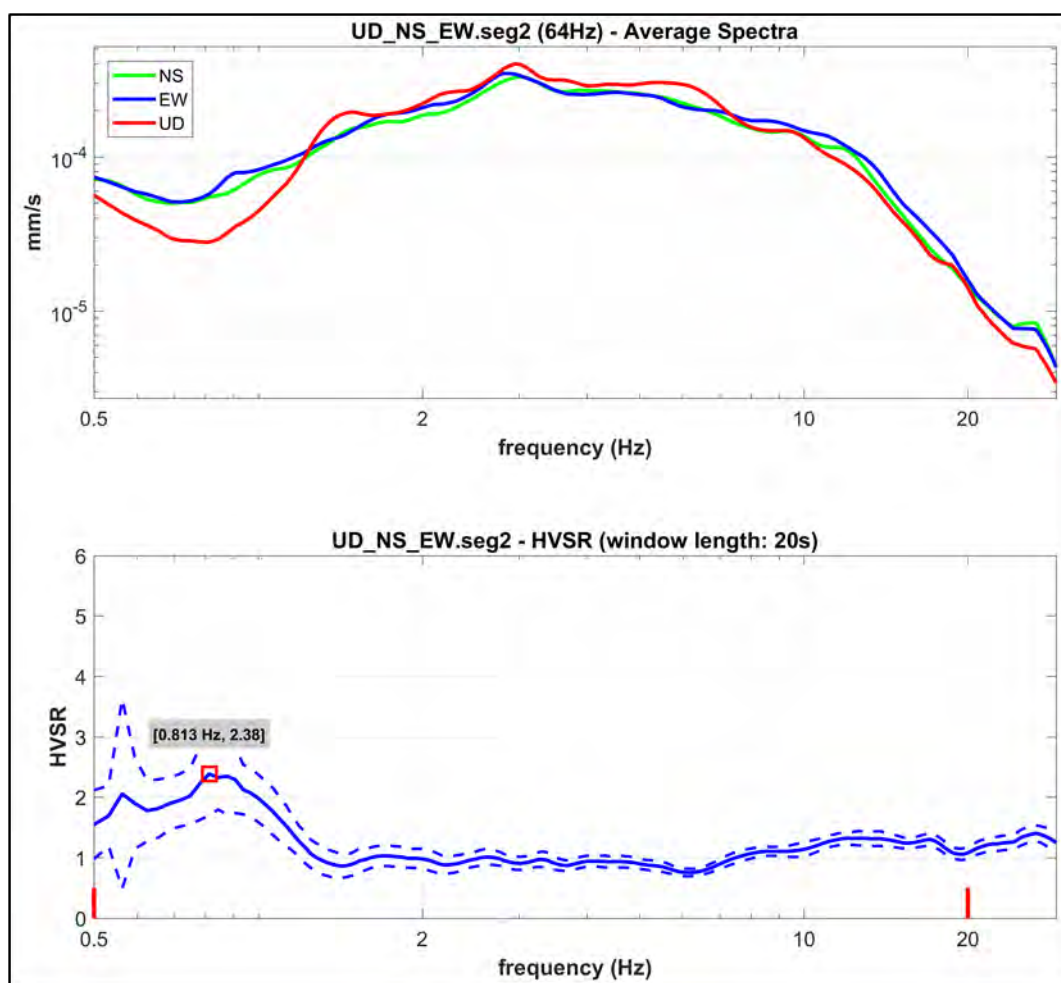 UD_NS_EW.seg2 (64Hz) - Average Spectra
NS
EW
UD
10^-4
10^-5
mm/s
0.5
2
10
20
frequency (Hz)
UD_NS_EW.seg2 - HVSR (window length: 20s)
6
5
4
3
2
1
0
HVSR
[0.813 Hz, 2.38]
0.5
2
10
20
frequency (Hz)